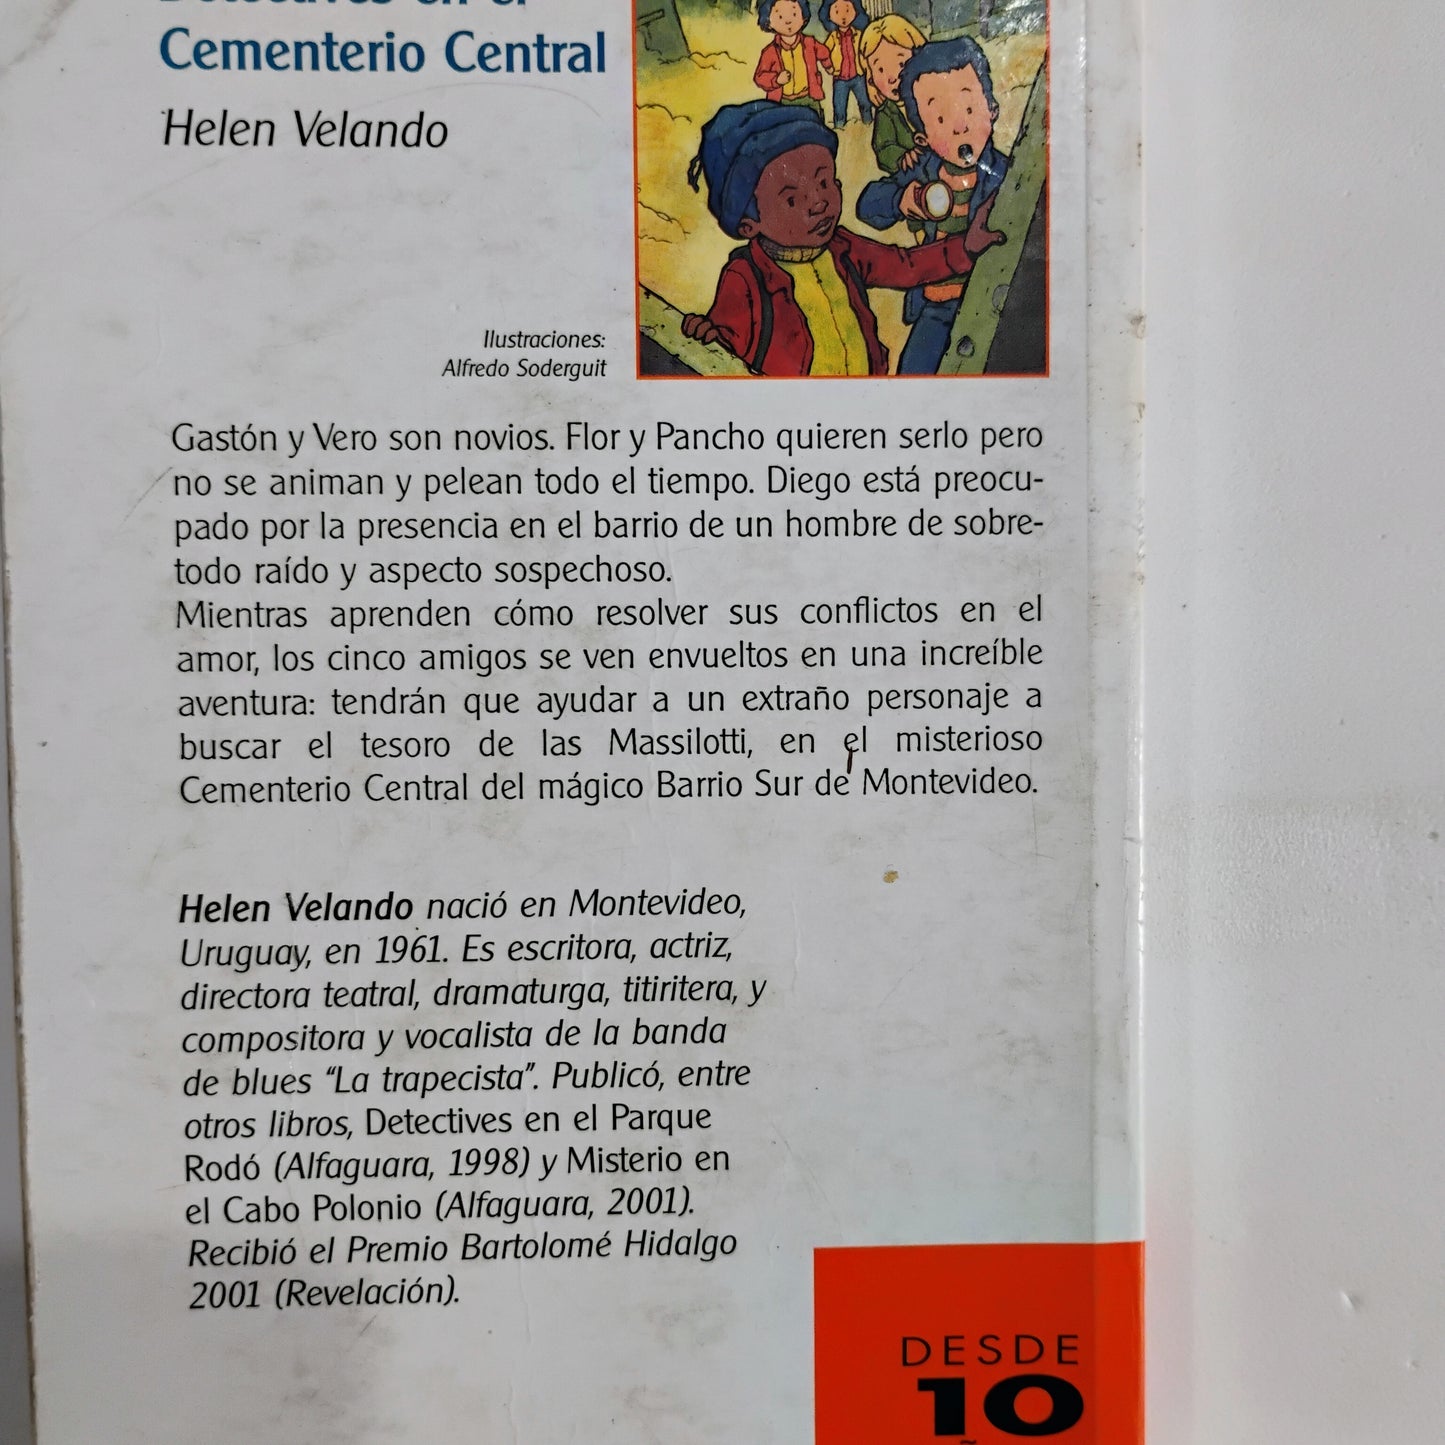 Detectives en el
Cementerio Central
Helen Velando
Ilustraciones:
Alfredo Soderguit
Gastón y Vero son novios. Flor y Pancho quieren serlo pero
no se animan y pelean todo el tiempo. Diego está preocu-
pado por la presencia en el barrio de un hombre de sobre-
todo raído y aspecto sospechoso.
Mientras aprenden cómo resolver sus conflictos en el
amor, los cinco amigos se ven envueltos en una increíble
aventura: tendrán que ayudar a un extraño personaje a
buscar el tesoro de las Massilotti, en el misterioso
Cementerio Central del mágico Barrio Sur de Montevideo.
Helen Velando nació en Montevideo,
Uruguay, en 1961. Es escritora, actriz,
directora teatral, dramaturga, titiritera, y
compositora y vocalista de la banda
de blues “La trapecista”. Publicó, entre
otros libros, Detectives en el Parque
Rodó (Alfaguara, 1998) y Misterio en
el Cabo Polonio (Alfaguara, 2001).
Recibió el Premio Bartolomé Hidalgo
2001 (Revelación).
DESDE
10